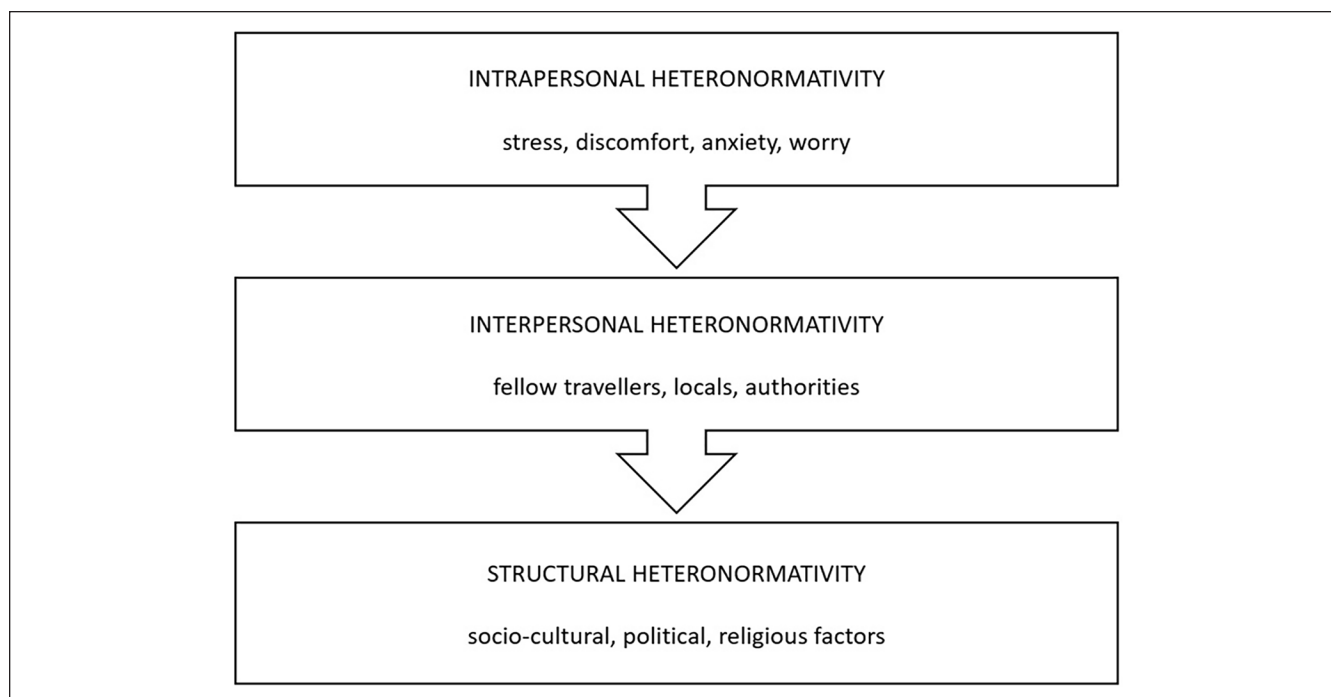 INTRAPERSONAL HETERONORMATIVITY
stress, discomfort, anxiety, worry
INTERPERSONAL HETERONORMATIVITY
fellow travellers, locals, authorities
STRUCTURAL HETERONORMATIVITY
socio-cultural, political, religious factors